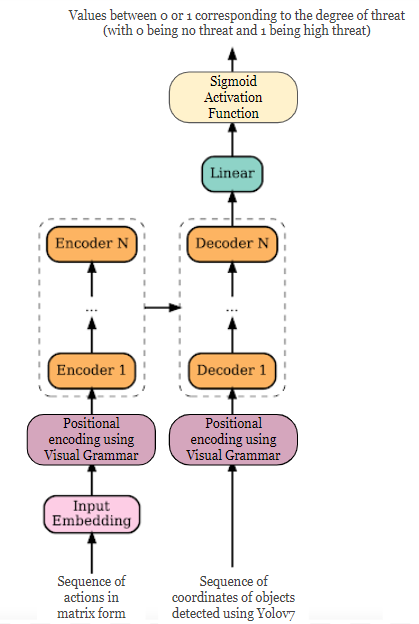 Values between 0 or 1 corresponding to the degree of threat
(with 0 being no threat and 1 being high threat)
Sigmoid
Activation
Function
Linear
Encoder N
Decoder N
...
...
Encoder 1
Decoder 1
Positional
encoding using
Visual Grammar
Positional
encoding using
Visual Grammar
Input
Embedding
Sequence of
actions in
matrix form
Sequence of
coordinates of objects
detected using Yolov7